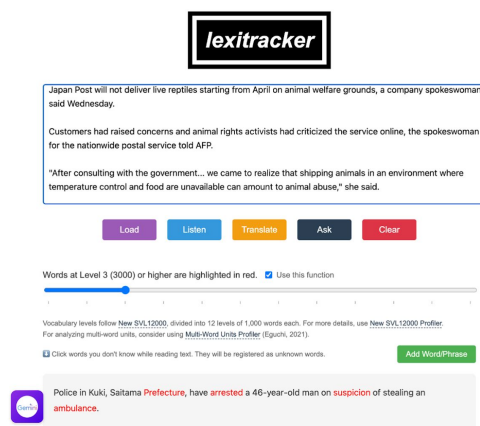 lexitracker
Japan Post will not deliver live reptiles starting from April on animal welfare grounds, a company spokeswoman
said Wednesday.
Customers had raised concerns and animal rights activists had criticized the service online, the spokeswoman
for the nationwide postal service told AFP.
"After consulting with the government... we came to realize that shipping animals in an environment where
temperature control and food are unavailable can amount to animal abuse," she said.
Load Listen Translate Ask Clear
Words at Level 3 (3000) or higher are highlighted in red. Use this function
Vocabulary levels follow New SVL12000, divided into 12 levels of 1,000 words each. For more details, use New SVL12000 Profiler.
For analyzing multi-word units, consider using Multi-Word Units Profiler (Eguchi, 2021).
Click words you don't know while reading text. They will be registered as unknown words.
Add Word/Phrase
Police in Kuki, Saitama Prefecture, have arrested a 46-year-old man on suspicion of stealing an
ambulance.
Gemini